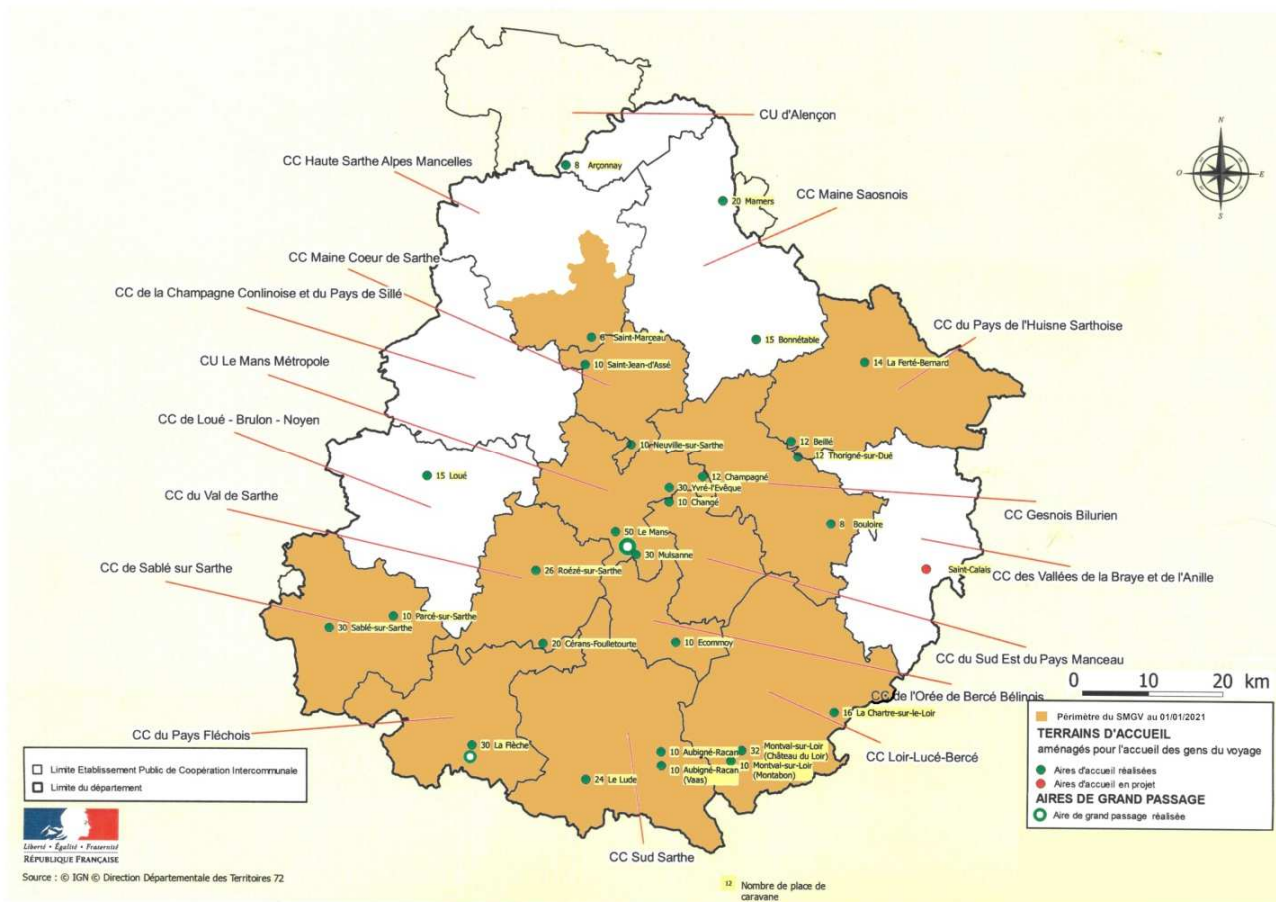 CU d'Alençon
N
O
E
S
CC Haute Sarthe Alpes Mancelles
8 Arçonnay
CC Maine Saosnois
20 Mamers
CC Maine Coeur de Sarthe
CC de la Champagne Conlinoise et du Pays de Sillé
CC du Pays de l'Huisne Sarthoise
Saint-Marceau
15 Bonnétable
CU Le Mans Métropole
10 Saint-Jean-d'Assé
14 La Ferté-Bernard
CC de Loué - Brulon - Noyen
10 Neuville-sur-Sarthe
12 Beillé
12 Thorigné-sur-Dué
15 Loué
12 Champagné
30 Yvré-l'Evêque
10 Changé
CC du Val de Sarthe
CC Gesnois Bilurien
8 Bouloire
50 Le Mans
30 Mulsanne
CC de Sablé sur Sarthe
26 Roézé-sur-Sarthe
Saint-Calais
CC des Vallées de la Braye et de l'Anille
10 Parcé-sur-Sarthe
30 Sablé-sur-Sarthe
20 Cérans-Foulletourte
10 Ecommoy
CC du Sud Est du Pays Manceau
0 10 20 km
CC de l'Orée de Bercé Bélinois
16 La Chartre-sur-le-Loir
CC du Pays Fléchois
30 La Flèche
10 Aubigné-Racan
32 Montval-sur-Loir
(Château du Loir)
CC Loir-Lucé-Bercé
10 Aubigné-Racan
(Vaas)
10 Montval-sur-Loir
(Montabon)
24 Le Lude
CC Sud Sarthe
Périmètre du SMGV au 01/01/2021
TERRAINS D'ACCUEIL
aménagés pour l'accueil des gens du voyage
Aires d'accueil réalisées
Aires d'accueil en projet
AIRES DE GRAND PASSAGE
Aire de grand passage réalisée
Limite Etablissement Public de Coopération Intercommunale
Limite du département
Liberté • Égalité • Fraternité
RÉPUBLIQUE FRANÇAISE
Source : © IGN © Direction Départementale des Territoires 72
12 Nombre de place de
caravane